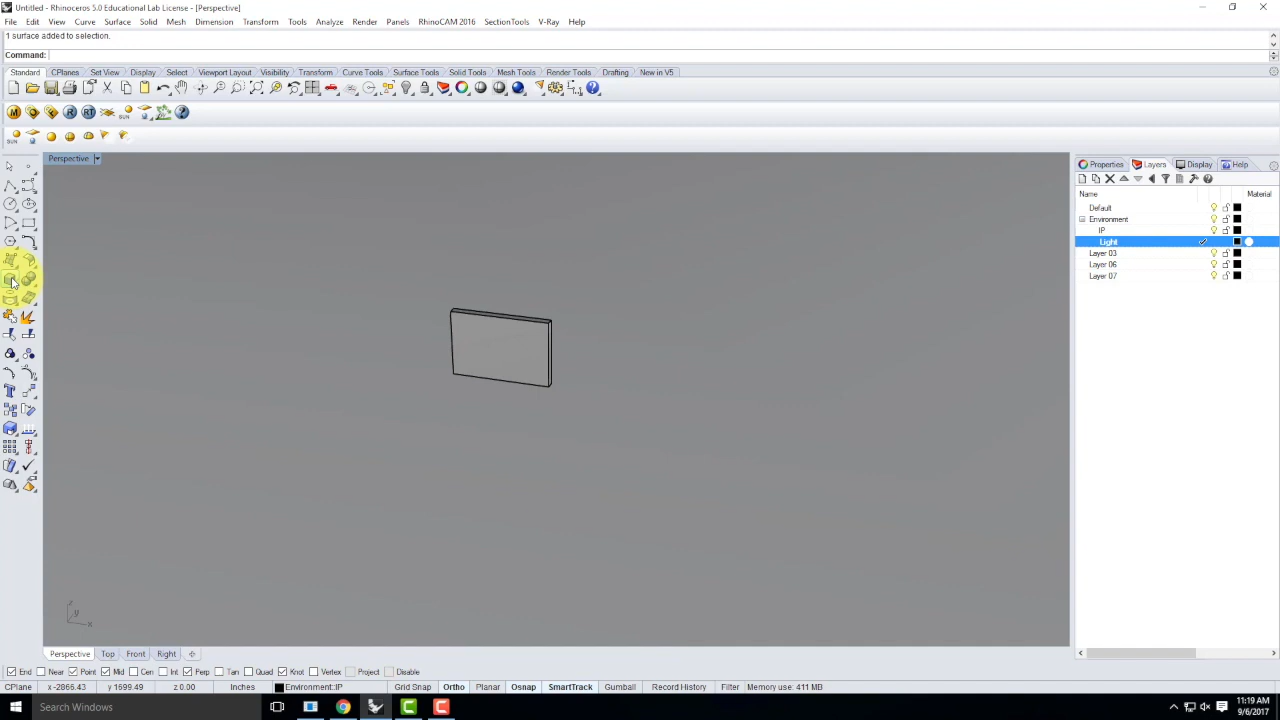 Untitled - Rhinoceros 5.0 Educational Lab License - [Perspective]
File Edit View Curve Surface Solid Mesh Dimension Transform Tools Analyze Render Panels RhinoCAM 2016 SectionTools V-Ray Help
1 surface added to selection.
Command:
Standard CPlanes Set View Display Select Viewport Layout Visibility Transform Curve Tools Surface Tools Solid Tools Mesh Tools Render Tools Drafting New in V5
Perspective
Properties Layers Display Help
Name Material
Default
Environment
IP
Light
Layer 03
Layer 06
Layer 07
z
y
x
Perspective Top Front Right
End Near Point Mid Cen Int Perp Tan Quad Knot Vertex Project Disable
CPlane x -2866.43 y 1699.49 z 0.00 Inches Environment::IP Grid Snap Ortho Planar Osnap SmartTrack Gumball Record History Filter Memory use: 411 MB
Search Windows
11:19 AM
9/6/2017